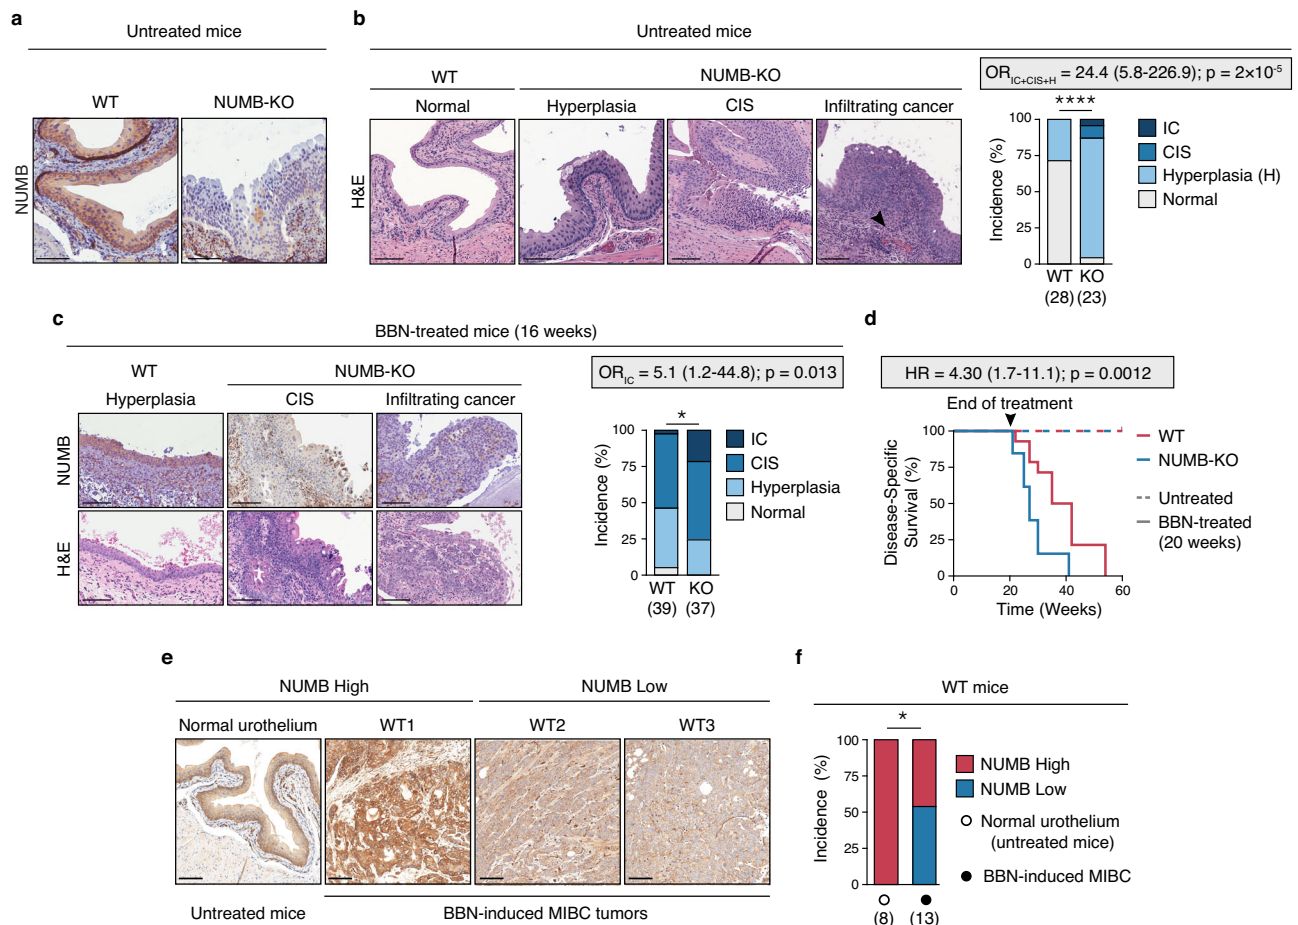 a
Untreated mice
WT
NUMB-KO
NUMB
b
Untreated mice
WT
NUMB-KO
Normal
Hyperplasia
CIS
Infiltrating cancer
H&E
OR IC+CIS+H = 24.4 (5.8-226.9); p = 2×10-5
****
Incidence (%)
100
75
50
25
0
WT
KO
(28)
(23)
IC
CIS
Hyperplasia (H)
Normal
c
BBN-treated mice (16 weeks)
WT
NUMB-KO
Hyperplasia
CIS
Infiltrating cancer
NUMB
H&E
OR IC = 5.1 (1.2-44.8); p = 0.013
*
Incidence (%)
100
75
50
25
0
WT
KO
(39)
(37)
IC
CIS
Hyperplasia
Normal
d
HR = 4.30 (1.7-11.1); p = 0.0012
End of treatment
Disease-Specific
Survival (%)
100
75
50
25
0
0
20
40
60
Time (Weeks)
WT
NUMB-KO
Untreated
BBN-treated
(20 weeks)
e
NUMB High
NUMB Low
Normal urothelium
WT1
WT2
WT3
Untreated mice
BBN-induced MIBC tumors
f
WT mice
*
Incidence (%)
100
75
50
25
0
(8)
(13)
NUMB High
NUMB Low
Normal urothelium
(untreated mice)
BBN-induced MIBC